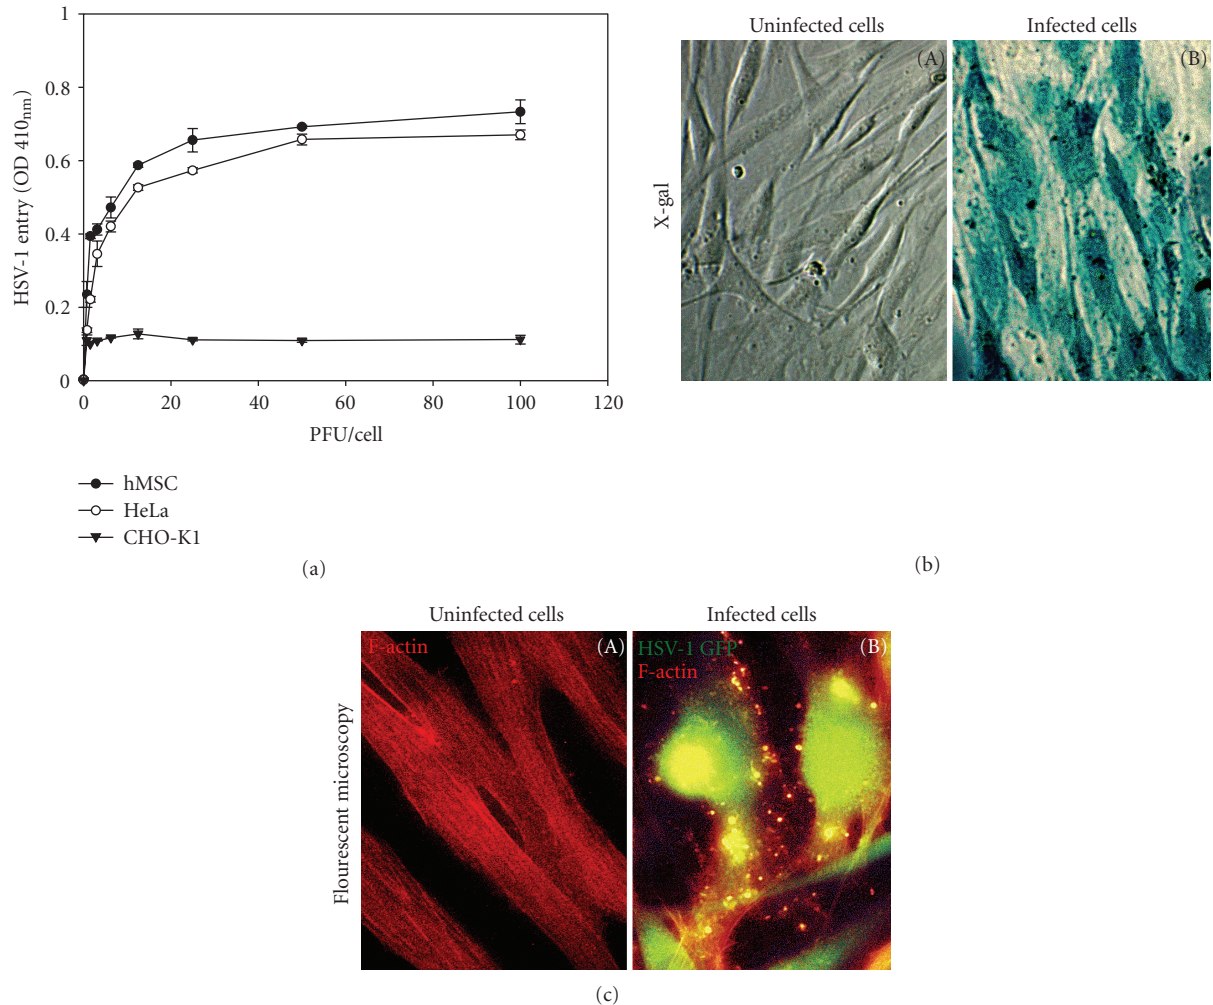 1
0.8
0.6
0.4
0.2
0
HSV-1 entry (OD 410nm)
0 20 40 60 80 100 120
PFU/cell
hMSC
HeLa
CHO-K1
(a)
Uninfected cells Infected cells
(A) (B)
X-gal
(b)
Uninfected cells Infected cells
F-actin (A) HSV-1 GFP (B)
F-actin
Flourescent microscopy
(c)